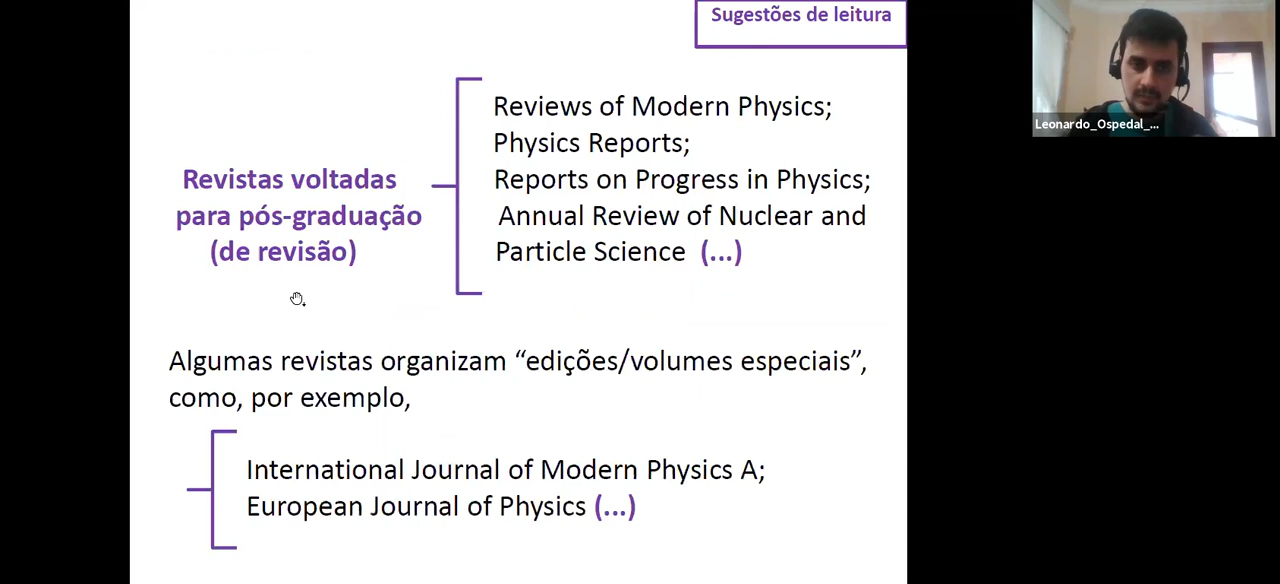 Sugestões de leitura
Revistas voltadas
para pós-graduação
(de revisão)
Reviews of Modern Physics;
Physics Reports;
Reports on Progress in Physics;
Annual Review of Nuclear and
Particle Science (...)
Algumas revistas organizam “edições/volumes especiais”,
como, por exemplo,
International Journal of Modern Physics A;
European Journal of Physics (...)
Leonardo_Ospedal_...